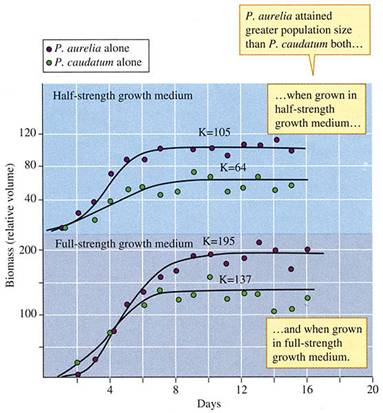 P. aurelia attained
greater population size
than P. caudatum both…
P. aurelia alone
P. caudatum alone
Half-strength growth medium
…when grown in
half-strength
growth medium…
120
80
40
K=105
K=64
Biomass (relative volume)
Full-strength growth medium
200
100
K=195
K=137
…and when grown
in full-strength
growth medium.
0
4
8
12
16
20
Days